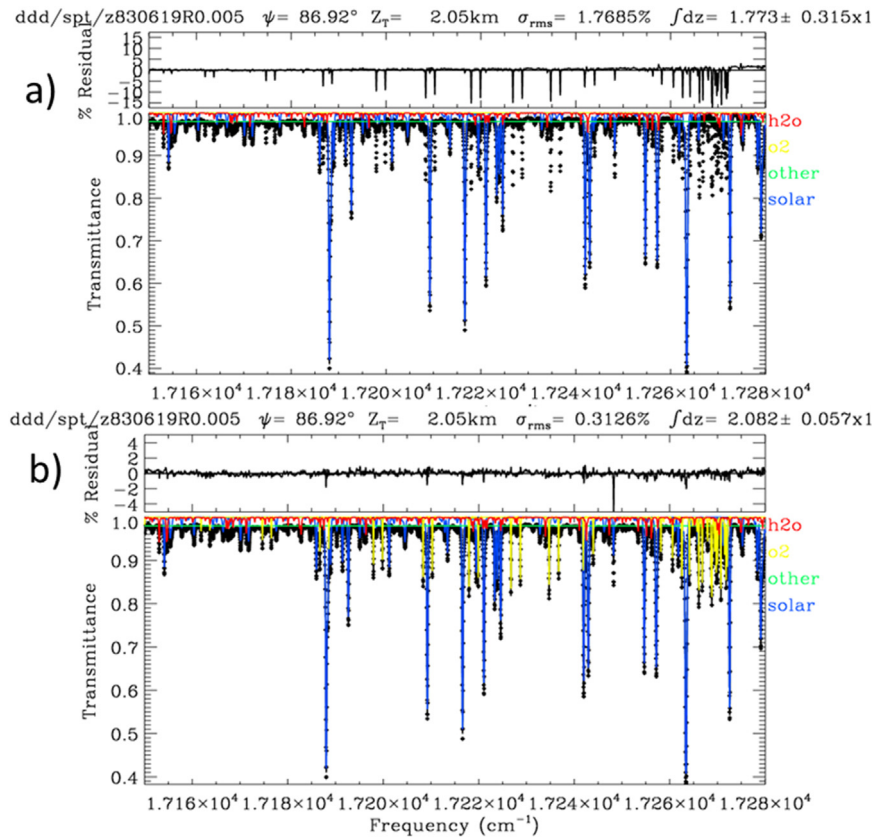 ddd/spt/z830619R0.005 ψ= 86.92° Z_T= 2.05km σ_rms= 1.7685% ∫dz= 1.773± 0.315x1
a)
% Residual
15
10
5
0
−5
−10
−15
Transmittance
1.0
0.9
0.8
0.7
0.6
0.5
0.4
h2o
o2
other
solar
1.716×10⁴ 1.718×10⁴ 1.720×10⁴ 1.722×10⁴ 1.724×10⁴ 1.726×10⁴ 1.728×10⁴
ddd/spt/z830619R0.005 ψ= 86.92° Z_T= 2.05km σ_rms= 0.3126% ∫dz= 2.082± 0.057x1
b)
% Residual
4
2
0
−2
−4
Transmittance
1.0
0.9
0.8
0.7
0.6
0.5
0.4
h2o
o2
other
solar
1.716×10⁴ 1.718×10⁴ 1.720×10⁴ 1.722×10⁴ 1.724×10⁴ 1.726×10⁴ 1.728×10⁴
Frequency (cm⁻¹)